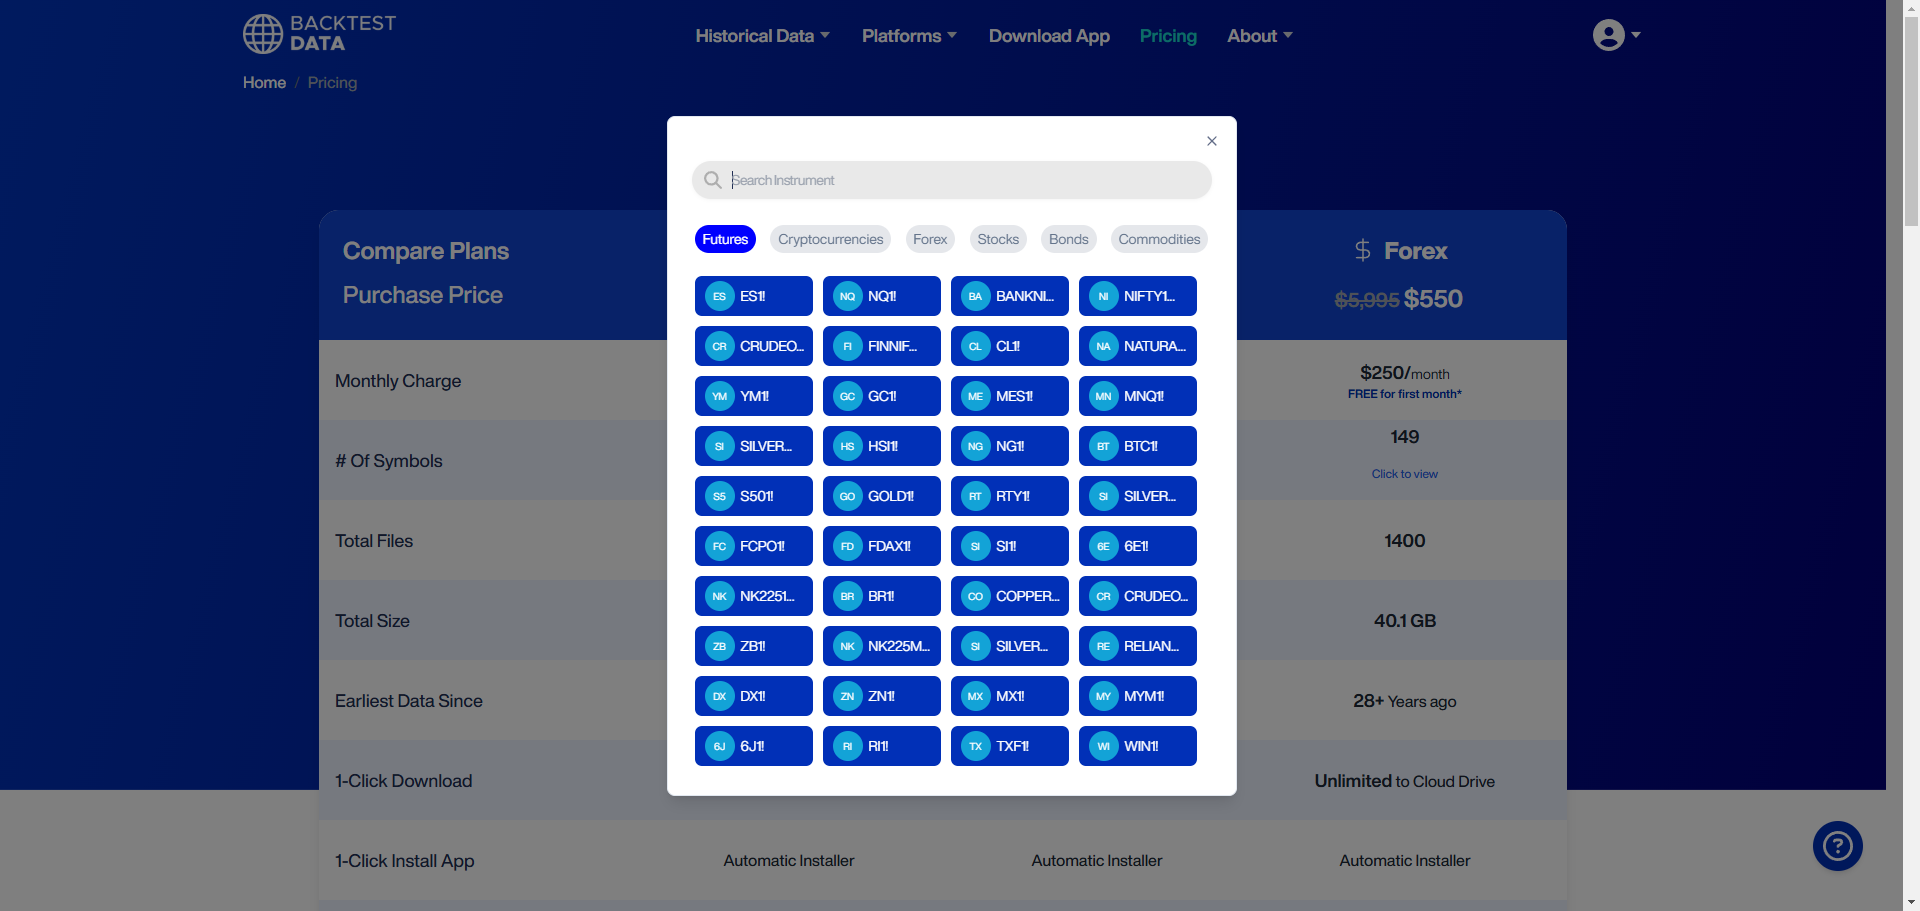 BACKTEST
DATA
Historical Data
Platforms
Download App
Pricing
About
Home / Pricing
Search Instrument
Futures
Cryptocurrencies
Forex
Stocks
Bonds
Commodities
ES ES1!
NQ NQ1!
BA BANKNI...
NI NIFTY1...
CR CRUDEO...
FI FINNIF...
CL CL1!
NA NATURA...
YM YM1!
GC GC1!
ME MES1!
MN MNQ1!
SI SILVER...
HS HSI1!
NG NG1!
BT BTC1!
S5 S501!
GO GOLD1!
RT RTY1!
SI SILVER...
FC FCPO1!
FD FDAX1!
SI SI1!
6E 6E1!
NK NK2251...
BR BR1!
CO COPPER...
CR CRUDEO...
ZB ZB1!
NK NK225M...
SI SILVER...
RE RELIAN...
DX DX1!
ZN ZN1!
MX MX1!
MY MYM1!
6J 6J1!
RI RI1!
TX TXF1!
WI WIN1!
Compare Plans
Purchase Price
$ Forex
$5,995 $550
Monthly Charge
$250/month
FREE for first month*
# Of Symbols
149
Click to view
Total Files
1400
Total Size
40.1 GB
Earliest Data Since
28+ Years ago
1-Click Download
Unlimited to Cloud Drive
1-Click Install App
Automatic Installer
Automatic Installer
Automatic Installer
?